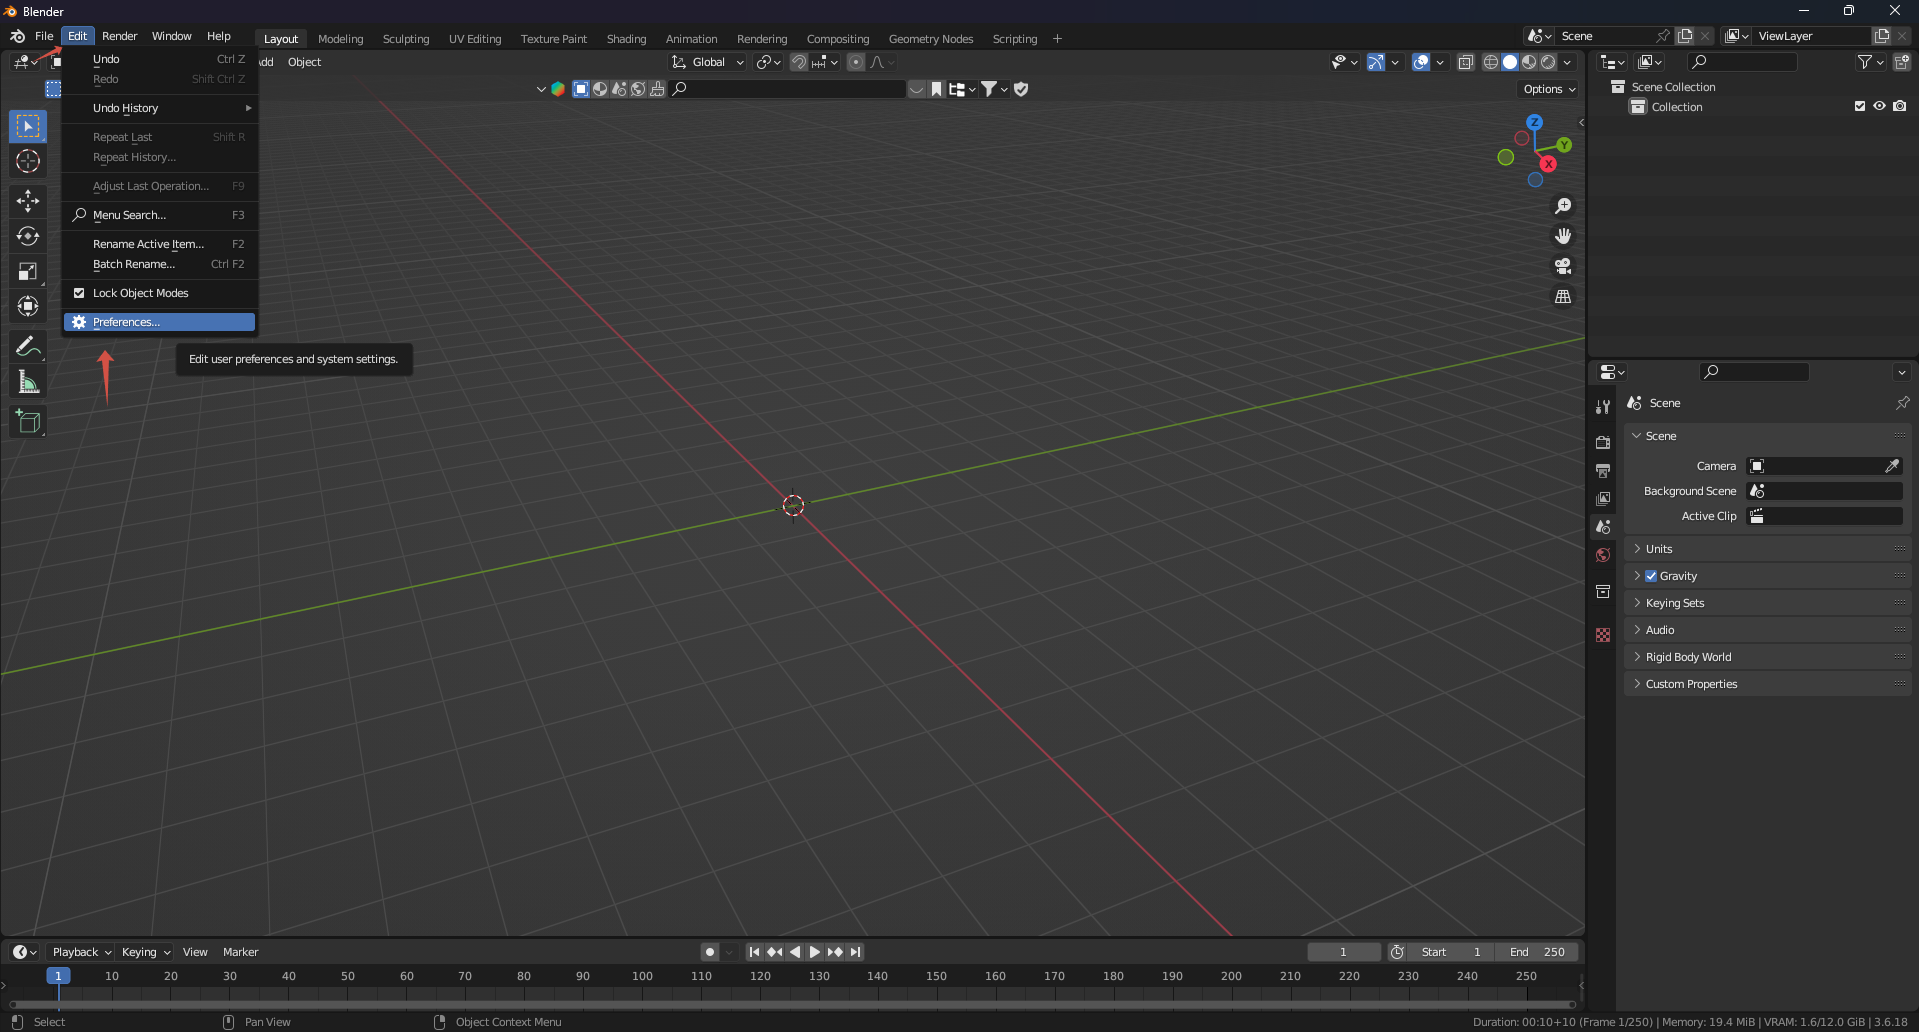 Blender
File Edit Render Window Help Layout Modeling Sculpting UV Editing Texture Paint Shading Animation Rendering Compositing Geometry Nodes Scripting Scene ViewLayer
dd Object Global
Undo Ctrl Z
Redo Shift Ctrl Z
Undo History
Repeat Last Shift R
Repeat History...
Adjust Last Operation... F9
Menu Search... F3
Rename Active Item... F2
Batch Rename... Ctrl F2
Lock Object Modes
Preferences...
Edit user preferences and system settings.
Options
Z
Y
X
Scene Collection
Collection
Scene
Scene
Camera
Background Scene
Active Clip
Units
Gravity
Keying Sets
Audio
Rigid Body World
Custom Properties
Playback Keying View Marker 1 Start 1 End 250
1 10 20 30 40 50 60 70 80 90 100 110 120 130 140 150 160 170 180 190 200 210 220 230 240 250
Select Pan View Object Context Menu Duration: 00:10+10 (Frame 1/250) | Memory: 19.4 MiB | VRAM: 1.6/12.0 GiB | 3.6.18